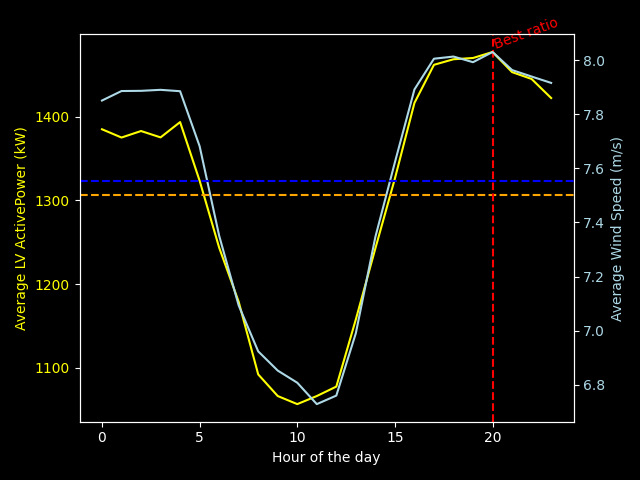 Best ratio
1400
1300
1200
1100
Average LV ActivePower (kW)
8.0
7.8
7.6
7.4
7.2
7.0
6.8
Average Wind Speed (m/s)
0 5 10 15 20
Hour of the day